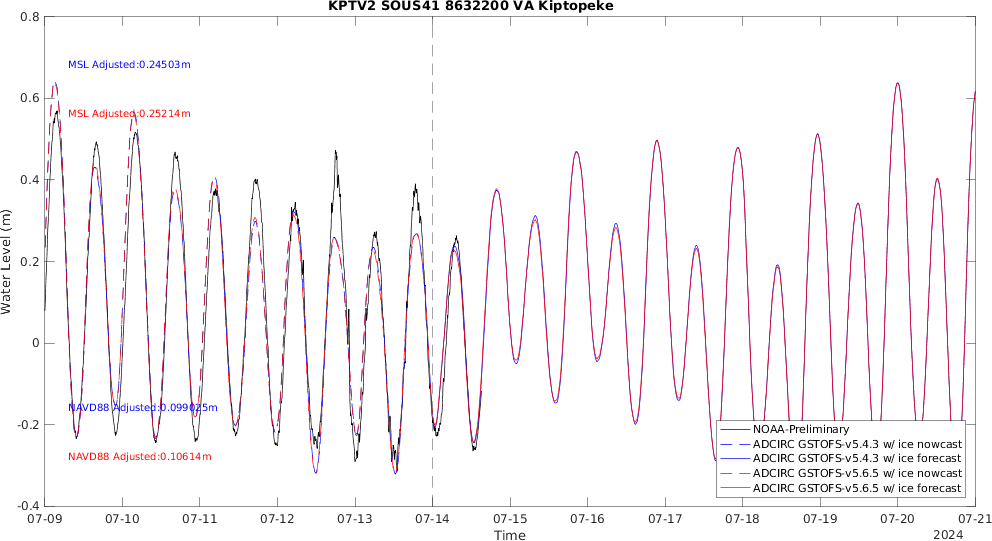 KPTV2 SOUS41 8632200 VA Kiptopeke
0.8
0.6
0.4
0.2
0
-0.2
-0.4
Water Level (m)
MSL Adjusted:0.24503m
MSL Adjusted:0.25214m
NAVD88 Adjusted:0.099025m
NAVD88 Adjusted:0.10614m
NOAA-Preliminary
ADCIRC GSTOFS-v5.4.3 w/ ice nowcast
ADCIRC GSTOFS-v5.4.3 w/ ice forecast
ADCIRC GSTOFS-v5.6.5 w/ ice nowcast
ADCIRC GSTOFS-v5.6.5 w/ ice forecast
07-09 07-10 07-11 07-12 07-13 07-14 07-15 07-16 07-17 07-18 07-19 07-20 07-21
Time
2024